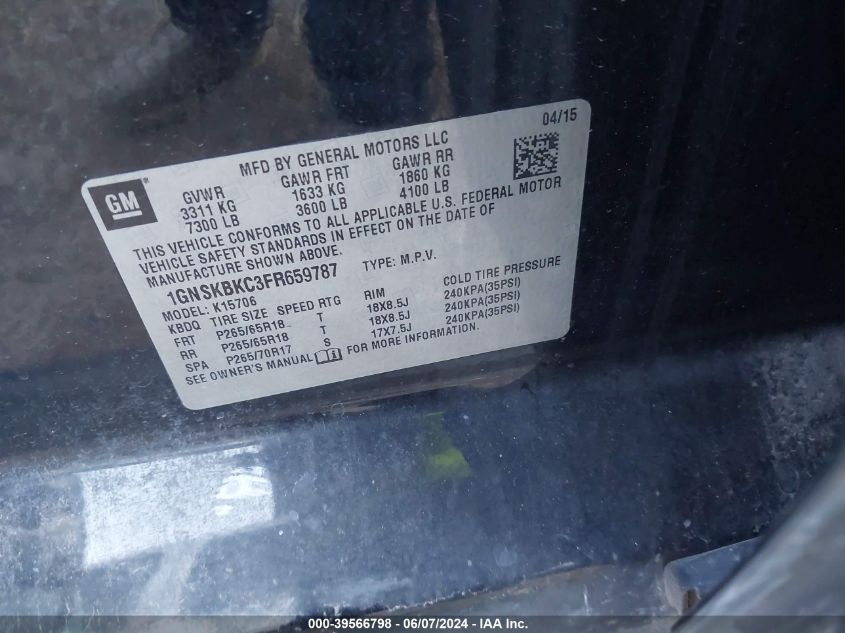 04/15
MFD BY GENERAL MOTORS LLC
GM
GVWR GAWR FRT GAWR RR
3311 KG 1633 KG 1860 KG
7300 LB 3600 LB 4100 LB
THIS VEHICLE CONFORMS TO ALL APPLICABLE U.S. FEDERAL MOTOR
VEHICLE SAFETY STANDARDS IN EFFECT ON THE DATE OF
MANUFACTURE SHOWN ABOVE.
1GNSKBKC3FR659787 TYPE: M.P.V.
MODEL: K15706
KBDQ TIRE SIZE SPEED RTG RIM COLD TIRE PRESSURE
FRT P265/65R18 T 18X8.5J 240KPA(35PSI)
RR P265/65R18 T 18X8.5J 240KPA(35PSI)
SPA P265/70R17 S 17X7.5J 240KPA(35PSI)
SEE OWNER'S MANUAL FOR MORE INFORMATION.
000-39566798 - 06/07/2024 - IAA Inc.